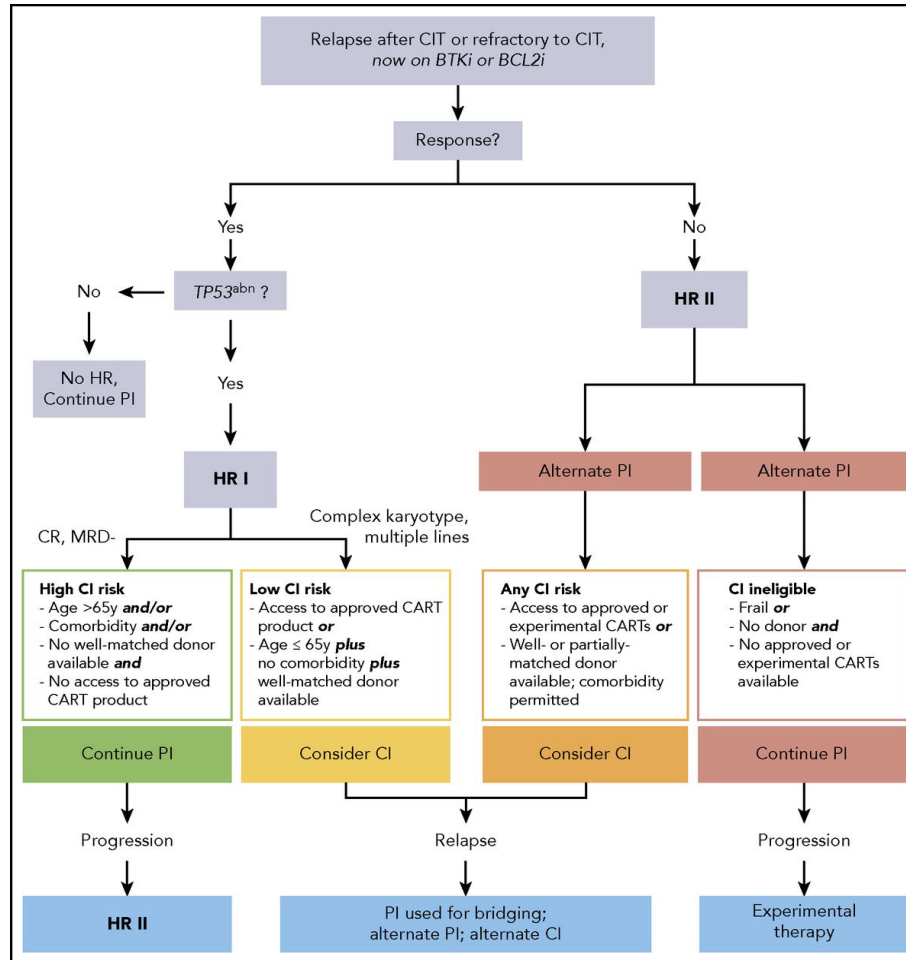 Relapse after CIT or refractory to CIT,
now on BTKi or BCL2i
Response?
Yes
No
No
TP53abn ?
HR II
No HR,
Continue PI
Yes
HR I
Alternate PI
Alternate PI
CR, MRD-
Complex karyotype,
multiple lines
High CI risk
- Age >65y and/or
- Comorbidity and/or
- No well-matched donor
available and
- No access to approved
CART product
Low CI risk
- Access to approved CART
product or
- Age ≤ 65y plus
no comorbidity plus
well-matched donor
available
Any CI risk
- Access to approved or
experimental CARTs or
- Well- or partially-
matched donor
available; comorbidity
permitted
CI ineligible
- Frail or
- No donor and
- No approved or
experimental CARTs
available
Continue PI
Consider CI
Consider CI
Continue PI
Progression
Relapse
Progression
HR II
PI used for bridging;
alternate PI; alternate CI
Experimental
therapy